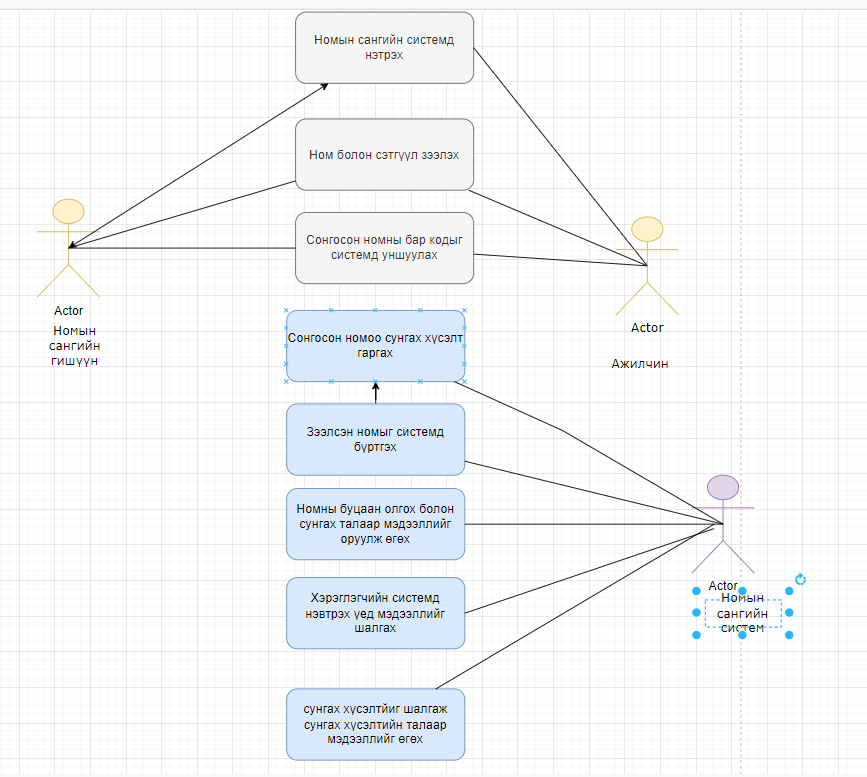 Номын сангийн системд
нэтрэх
Ном болон сэтгүүл зээлэх
Сонгосон номны бар кодыг
системд уншуулах
Actor
Номын
сангийн
гишүүн
Actor
Ажилчин
Сонгосон номоо сунгах хүсэлт
гаргах
Зээлсэн номыг системд
бүртгэх
Номны буцаан олгох болон
сунгах талаар мэдээллийг
оруулж өгөх
Хэрэглэгчийн системд
нэвтрэх үед мэдээллийг
шалгах
сунгах хүсэлтйиг шалгаж
сунгах хүсэлтийн талаар
мэдээллийг өгөх
Actor
Номын
сангийн
систем